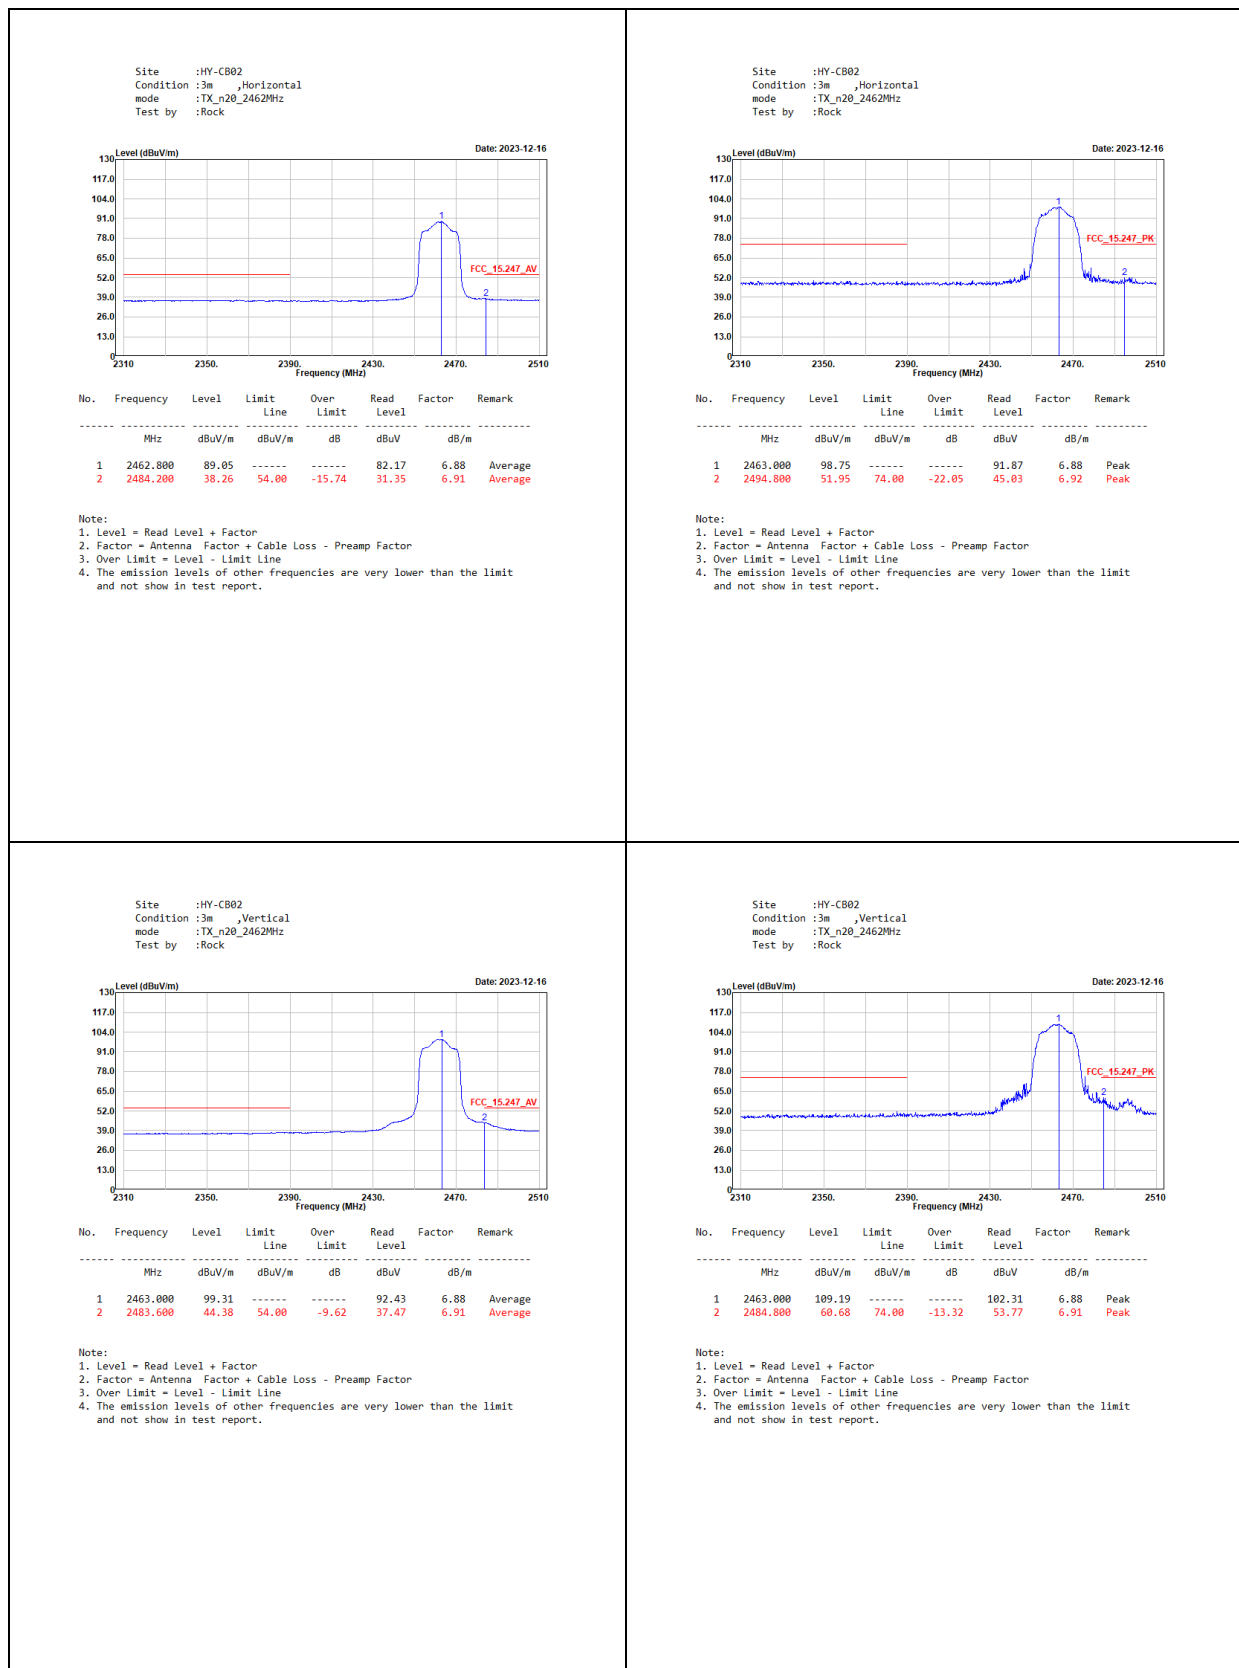 Site      :HY-CB02
Condition :3m    ,Horizontal
mode      :TX_n20_2462MHz
Test by   :Rock
Level (dBuV/m)
Date: 2023-12-16
130
117.0
104.0
91.0
78.0
65.0
52.0
39.0
26.0
13.0
0
1
FCC_15.247_AV
2
2310 2350. 2390. 2430. 2470. 2510
Frequency (MHz)
No. Frequency Level Limit Over Read Factor Remark
Line Limit Level
------ ----------- -------- -------- --------- -------- -------- ---------
MHz dBuV/m dBuV/m dB dBuV dB/m
1 2462.800 89.05 ------ ------ 82.17 6.88 Average
2 2484.200 38.26 54.00 -15.74 31.35 6.91 Average
Note:
1. Level = Read Level + Factor
2. Factor = Antenna  Factor + Cable Loss - Preamp Factor
3. Over Limit = Level - Limit Line
4. The emission levels of other frequencies are very lower than the limit
and not show in test report.
Site      :HY-CB02
Condition :3m    ,Horizontal
mode      :TX_n20_2462MHz
Test by   :Rock
Level (dBuV/m)
Date: 2023-12-16
130
117.0
104.0
91.0
78.0
65.0
52.0
39.0
26.0
13.0
0
1
FCC_15.247_PK
2
2310 2350. 2390. 2430. 2470. 2510
Frequency (MHz)
No. Frequency Level Limit Over Read Factor Remark
Line Limit Level
------ ----------- -------- -------- --------- -------- -------- ---------
MHz dBuV/m dBuV/m dB dBuV dB/m
1 2463.000 98.75 ------ ------ 91.87 6.88 Peak
2 2494.800 51.95 74.00 -22.05 45.03 6.92 Peak
Note:
1. Level = Read Level + Factor
2. Factor = Antenna  Factor + Cable Loss - Preamp Factor
3. Over Limit = Level - Limit Line
4. The emission levels of other frequencies are very lower than the limit
and not show in test report.
Site      :HY-CB02
Condition :3m    ,Vertical
mode      :TX_n20_2462MHz
Test by   :Rock
Level (dBuV/m)
Date: 2023-12-16
130
117.0
104.0
91.0
78.0
65.0
52.0
39.0
26.0
13.0
0
1
FCC_15.247_AV
2
2310 2350. 2390. 2430. 2470. 2510
Frequency (MHz)
No. Frequency Level Limit Over Read Factor Remark
Line Limit Level
------ ----------- -------- -------- --------- -------- -------- ---------
MHz dBuV/m dBuV/m dB dBuV dB/m
1 2463.000 99.31 ------ ------ 92.43 6.88 Average
2 2483.600 44.38 54.00 -9.62 37.47 6.91 Average
Note:
1. Level = Read Level + Factor
2. Factor = Antenna  Factor + Cable Loss - Preamp Factor
3. Over Limit = Level - Limit Line
4. The emission levels of other frequencies are very lower than the limit
and not show in test report.
Site      :HY-CB02
Condition :3m    ,Vertical
mode      :TX_n20_2462MHz
Test by   :Rock
Level (dBuV/m)
Date: 2023-12-16
130
117.0
104.0
91.0
78.0
65.0
52.0
39.0
26.0
13.0
0
1
FCC_15.247_PK
2
2310 2350. 2390. 2430. 2470. 2510
Frequency (MHz)
No. Frequency Level Limit Over Read Factor Remark
Line Limit Level
------ ----------- -------- -------- --------- -------- -------- ---------
MHz dBuV/m dBuV/m dB dBuV dB/m
1 2463.000 109.19 ------ ------ 102.31 6.88 Peak
2 2484.800 60.68 74.00 -13.32 53.77 6.91 Peak
Note:
1. Level = Read Level + Factor
2. Factor = Antenna  Factor + Cable Loss - Preamp Factor
3. Over Limit = Level - Limit Line
4. The emission levels of other frequencies are very lower than the limit
and not show in test report.